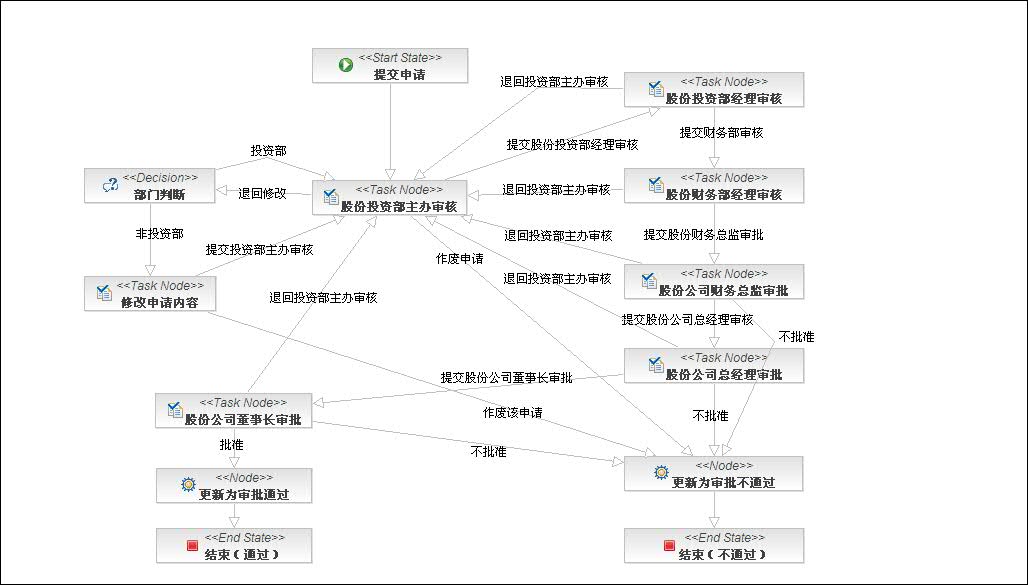 <<Start State>>
提交申请
退回投资部主办审核
<<Task Node>>
股份投资部经理审核
提交财务部审核
提交股份投资部经理审核
投资部
<<Decision>>
部门判断
退回修改
<<Task Node>>
股份投资部主办审核
退回投资部主办审核
<<Task Node>>
股份财务部经理审核
非投资部
提交投资部主办审核
作废申请
退回投资部主办审核
提交股份财务总监审批
<<Task Node>>
修改申请内容
退回投资部主办审核
退回投资部主办审核
<<Task Node>>
股份公司财务总监审批
提交股份公司总经理审核
不批准
<<Task Node>>
股份公司总经理审批
提交股份公司董事长审批
<<Task Node>>
股份公司董事长审批
作废该申请
不批准
批准
不批准
<<Node>>
更新为审批通过
<<Node>>
更新为审批不通过
<<End State>>
结束（通过）
<<End State>>
结束（不通过）